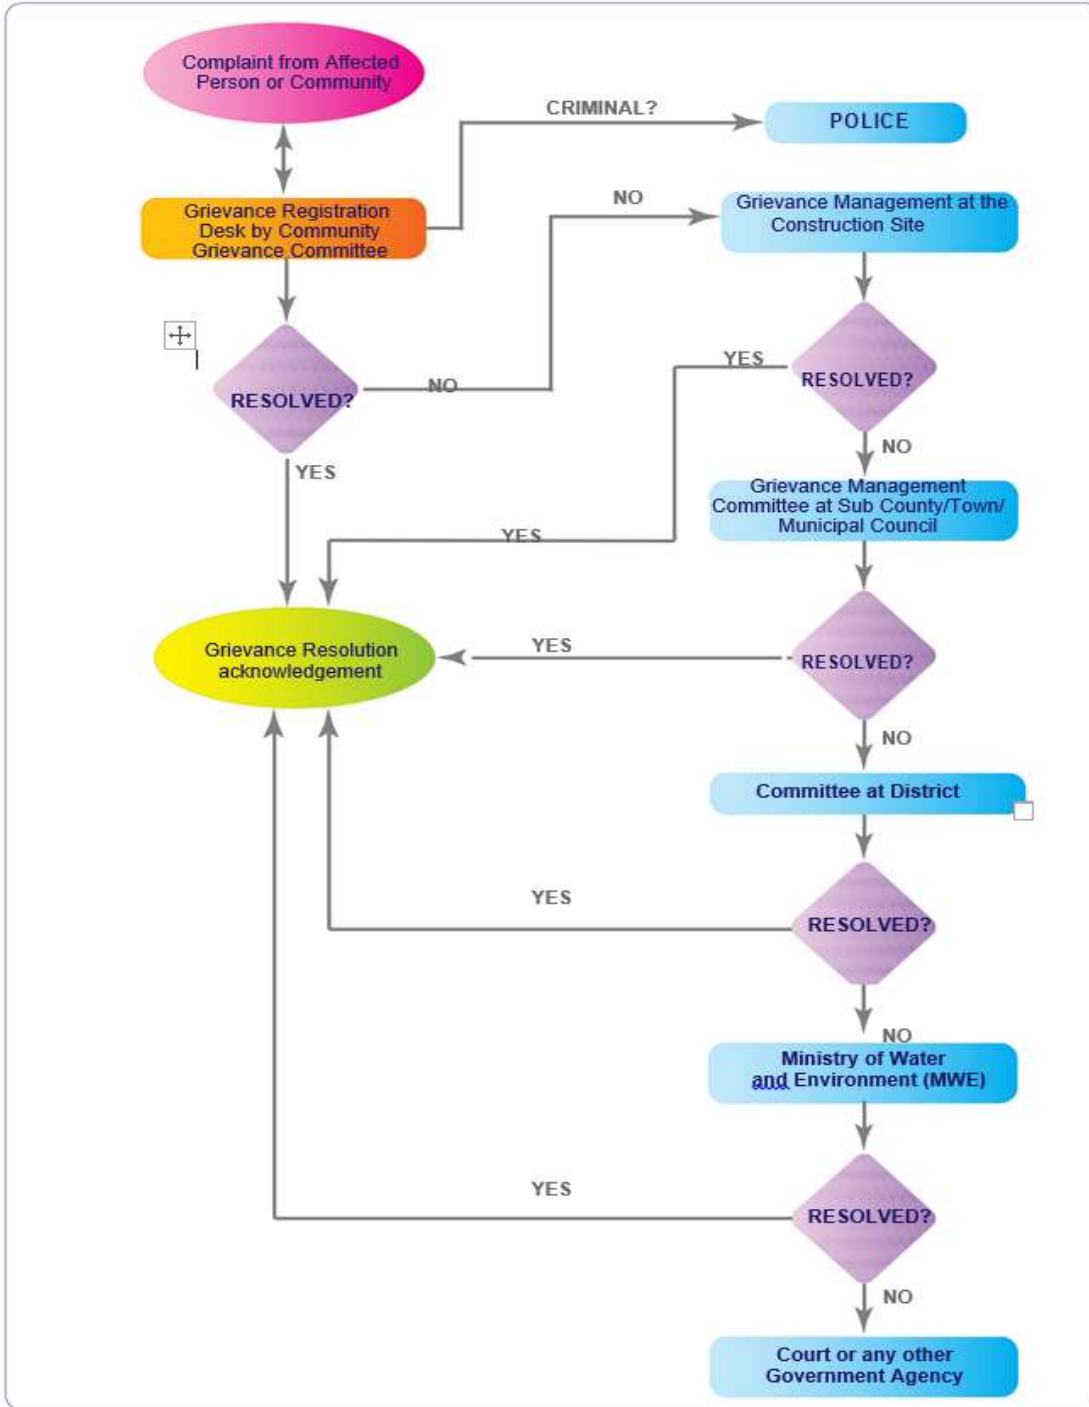 Complaint from Affected
Person or Community
CRIMINAL?
POLICE
Grievance Registration
Desk by Community
Grievance Committee
NO
Grievance Management at the
Construction Site
RESOLVED?
NO
YES
RESOLVED?
YES
NO
Grievance Management
Committee at Sub County/Town/
Municipal Council
YES
Grievance Resolution
acknowledgement
YES
RESOLVED?
NO
Committee at District
YES
RESOLVED?
NO
Ministry of Water
and Environment (MWE)
YES
RESOLVED?
NO
Court or any other
Government Agency